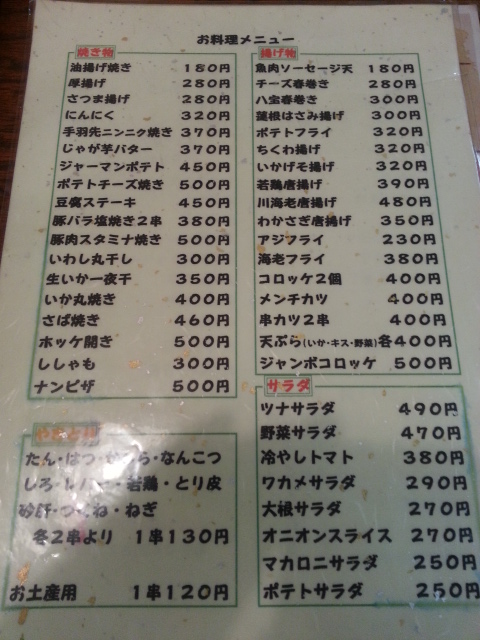 お料理メニュー
焼き物
油揚げ焼き 180円
厚揚げ 280円
さつま揚げ 280円
にんにく 320円
手羽先ニンニク焼き 370円
じゃが芋バター 370円
ジャーマンポテト 450円
ポテトチーズ焼き 500円
豆腐ステーキ 450円
豚バラ塩焼き2串 380円
豚肉スタミナ焼き 500円
いわし丸干し 300円
生いか一夜干 350円
いか丸焼き 400円
さば焼き 460円
ホッケ開き 500円
ししゃも 300円
ナンピザ 500円
たん・はつ・ ・なんこつ
しろ・ ・若鶏・とり皮
砂肝・つくね・ねぎ
各2串より 1串130円
お土産用 1串120円
揚げ物
魚肉ソーセージ天 180円
チーズ春巻き 280円
八宝春巻き 300円
蓮根はさみ揚げ 300円
ポテトフライ 320円
ちくわ揚げ 320円
いかげそ揚げ 320円
若鶏唐揚げ 390円
川海老唐揚げ 480円
わかさぎ唐揚げ 350円
アジフライ 230円
海老フライ 380円
コロッケ2個 400円
メンチカツ 400円
串カツ2串 400円
天ぷら(いか・キス・野菜)各400円
ジャンボコロッケ 500円
サラダ
ツナサラダ 490円
野菜サラダ 470円
冷やしトマト 380円
ワカメサラダ 290円
大根サラダ 270円
オニオンスライス 270円
マカロニサラダ 250円
ポテトサラダ 250円